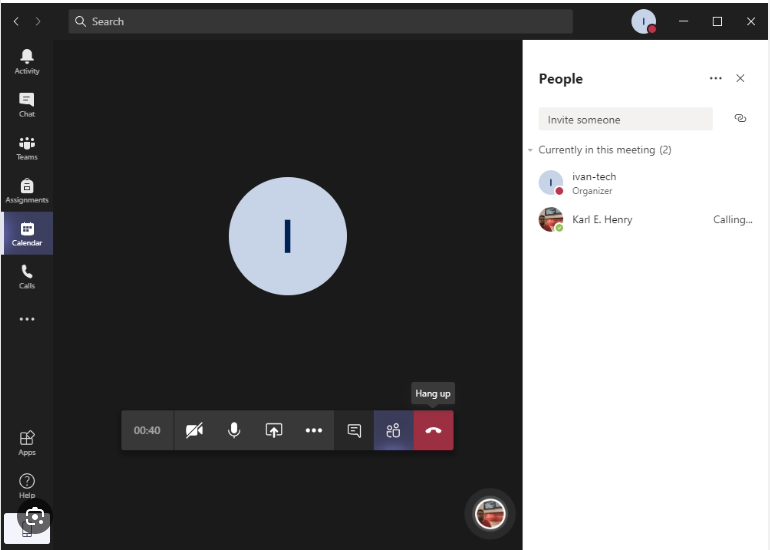 Search
I
Activity
Chat
Teams
Assignments
Calendar
Calls
Apps
Help
I
Hang up
00:40
People
Invite someone
Currently in this meeting (2)
I
ivan-tech
Organizer
Karl E. Henry
Calling...